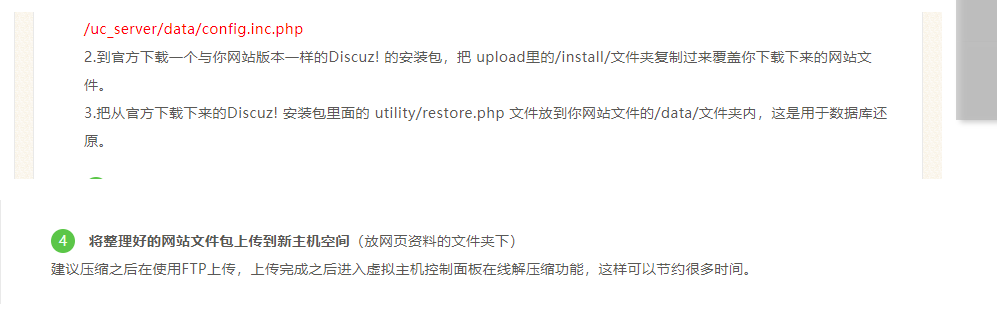 /uc_server/data/config.inc.php
2.到官方下载一个与你网站版本一样的Discuz! 的安装包，把 upload里的/install/文件夹复制过来覆盖你下载下来的网站文
件。
3.把从官方下载下来的Discuz! 安装包里面的 utility/restore.php 文件放到你网站文件的/data/文件夹内，这是用于数据库还
原。
4 将整理好的网站文件包上传到新主机空间（放网页资料的文件夹下）
建议压缩之后在使用FTP上传，上传完成之后进入虚拟主机控制面板在线解压缩功能，这样可以节约很多时间。